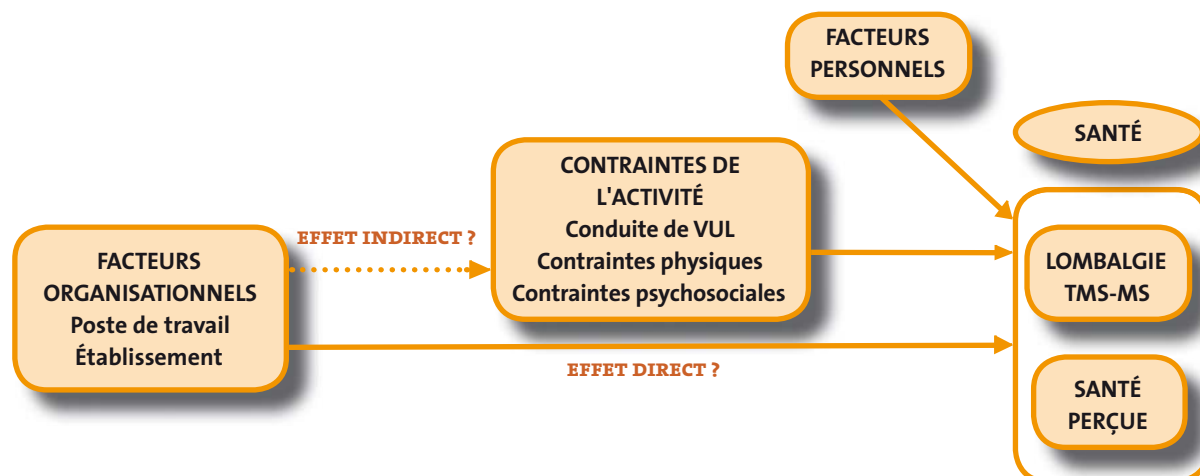 FACTEURS
PERSONNELS
SANTÉ
CONTRAINTES DE
L'ACTIVITÉ
Conduite de VUL
Contraintes physiques
Contraintes psychosociales
EFFET INDIRECT ?
FACTEURS
ORGANISATIONNELS
Poste de travail
Établissement
LOMBALGIE
TMS-MS
EFFET DIRECT ?
SANTÉ
PERÇUE